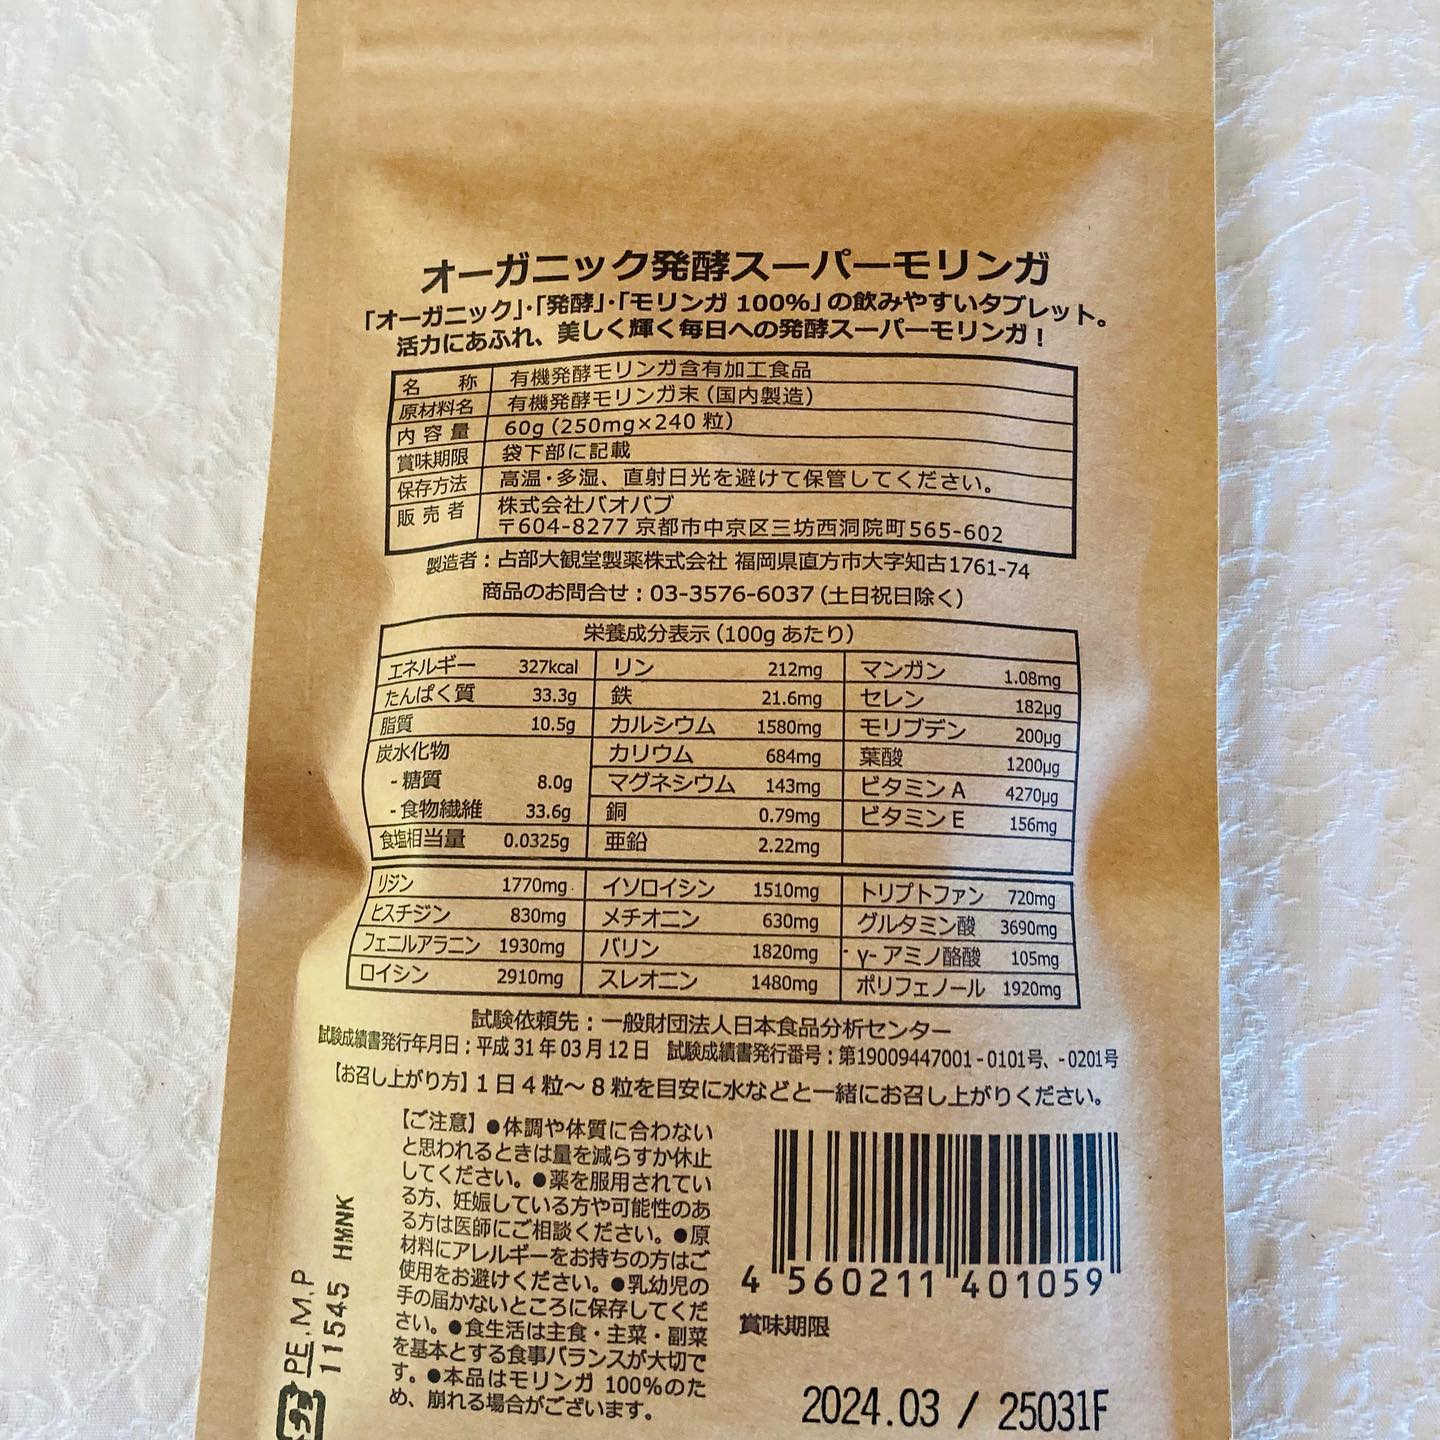 オーガニック発酵スーパーモリンガ
「オーガニック」・「発酵」・「モリンガ 100%」の飲みやすいタブレット。
活力にあふれ、美しく輝く毎日への発酵スーパーモリンガ！
名　称 有機発酵モリンガ含有加工食品
原材料名 有機発酵モリンガ末（国内製造）
内容量 60g（250mg×240 粒）
賞味期限 袋下部に記載
保存方法 高温・多湿、直射日光を避けて保管してください。
販売者 株式会社バオバブ
〒604-8277 京都市中京区三坊西洞院町565-602
製造者：占部大観堂製薬株式会社 福岡県直方市大字知古1761-74
商品のお問合せ：03-3576-6037（土日祝日除く）
栄養成分表示（100g あたり）
エネルギー 327kcal リン 212mg マンガン 1.08mg
たんぱく質 33.3g 鉄 21.6mg セレン 182μg
脂質 10.5g カルシウム 1580mg モリブデン 200μg
炭水化物 カリウム 684mg 葉酸 1200μg
- 糖質 8.0g マグネシウム 143mg ビタミン A 4270μg
- 食物繊維 33.6g 銅 0.79mg ビタミン E 156mg
食塩相当量 0.0325g 亜鉛 2.22mg
リジン 1770mg イソロイシン 1510mg トリプトファン 720mg
ヒスチジン 830mg メチオニン 630mg グルタミン酸 3690mg
フェニルアラニン 1930mg バリン 1820mg γ-アミノ酪酸 105mg
ロイシン 2910mg スレオニン 1480mg ポリフェノール 1920mg
試験依頼先：一般財団法人日本食品分析センター
試験成績書発行年月日：平成 31 年 03 月 12 日 試験成績書発行番号：第19009447001-0101号、-0201号
【お召し上がり方】1 日 4 粒～ 8 粒を目安に水などと一緒にお召し上がりください。
【ご注意】●体調や体質に合わない
と思われるときは量を減らすか休止
してください。●薬を服用されてい
る方、妊娠している方や可能性のあ
る方は医師にご相談ください。●原
材料にアレルギーをお持ちの方はご
使用をお避けください。●乳幼児の
手の届かないところに保存してくだ
さい。●食生活は主食・主菜・副菜
を基本とする食事バランスが大切で
す。●本品はモリンガ 100%のた
め、崩れる場合がございます。
4 560211 401059
賞味期限
2024.03 / 25031F
PE.M.P
11545 HMNK
プラ